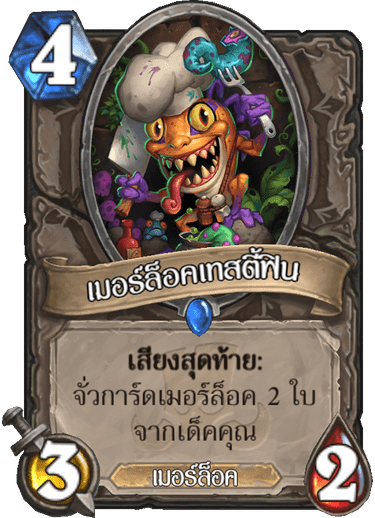 4
เมอร์ล็อคเทสตี้ฟิน
เสียงสุดท้าย:
จั่วการ์ดเมอร์ล็อค 2 ใบ
จากเด็คคุณ
3
เมอร์ล็อค
2